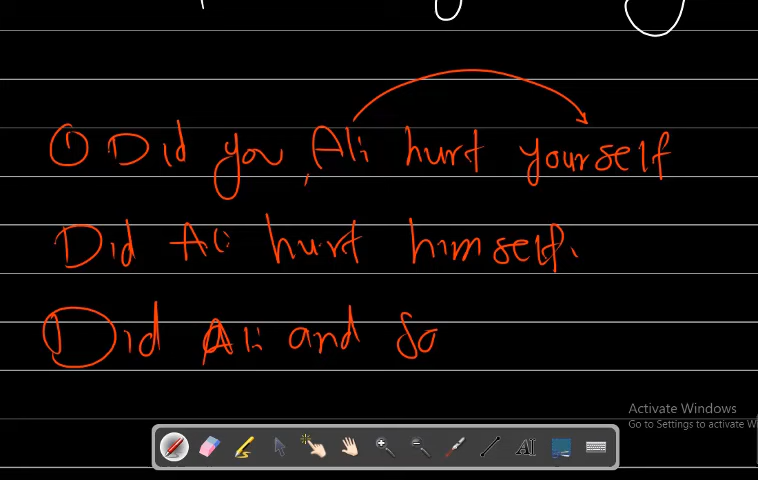 ① Did you, Ali hurt yourself
Did Ali hurt himself.
Did Ali and
Activate Windows
Go to Settings to activate W
AI